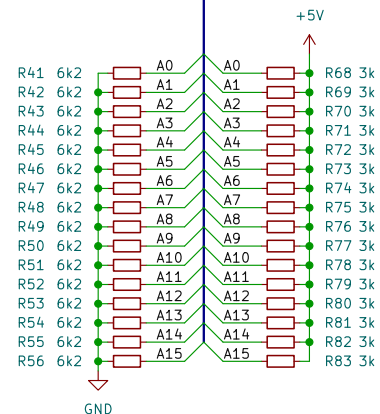 +5V
R41 6k2 A0 A0 R68 3k
R42 6k2 A1 A1 R69 3k
R43 6k2 A2 A2 R70 3k
R44 6k2 A3 A3 R71 3k
R45 6k2 A4 A4 R72 3k
R46 6k2 A5 A5 R73 3k
R47 6k2 A6 A6 R74 3k
R48 6k2 A7 A7 R75 3k
R49 6k2 A8 A8 R76 3k
R50 6k2 A9 A9 R77 3k
R51 6k2 A10 A10 R78 3k
R52 6k2 A11 A11 R79 3k
R53 6k2 A12 A12 R80 3k
R54 6k2 A13 A13 R81 3k
R55 6k2 A14 A14 R82 3k
R56 6k2 A15 A15 R83 3k
GND